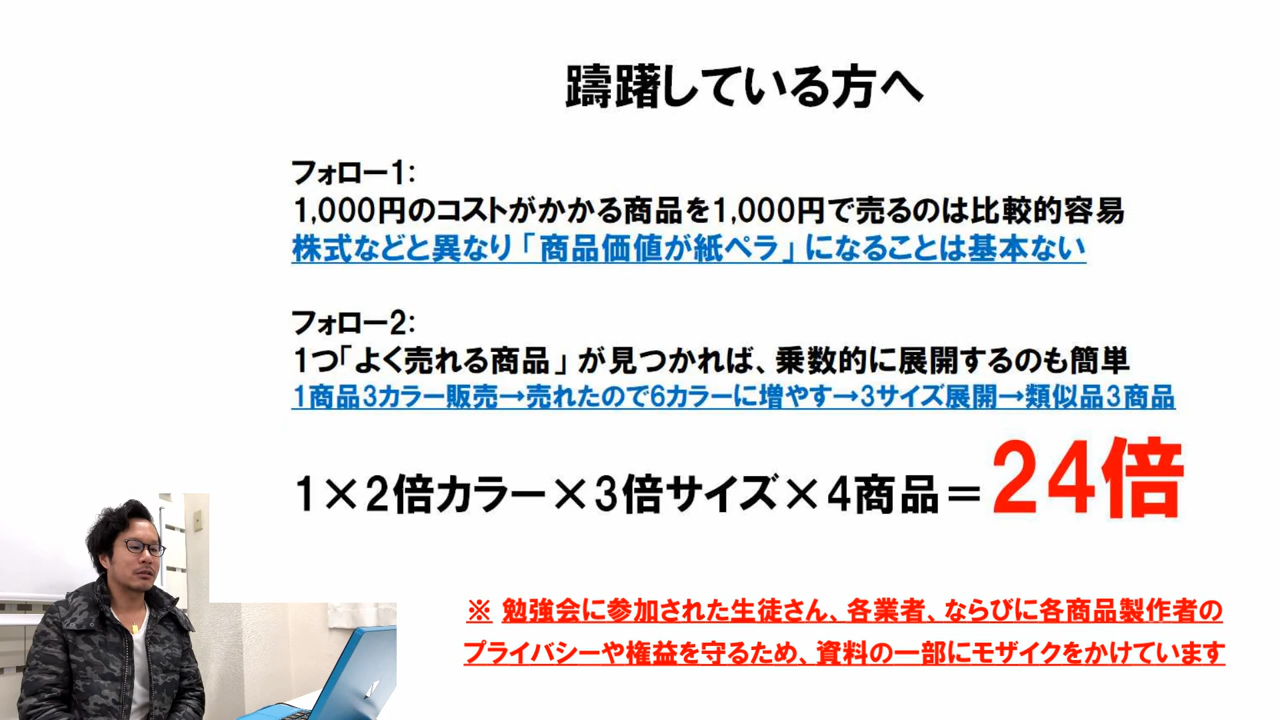 躊躇している方へ
フォロー1:
1,000円のコストがかかる商品を1,000円で売るのは比較的容易
株式などと異なり「商品価値が紙ペラ」になることは基本ない
フォロー2:
1つ「よく売れる商品」が見つかれば、乗数的に展開するのも簡単
1商品3カラー販売→売れたので6カラーに増やす→3サイズ展開→類似品3商品
1×2倍カラー×3倍サイズ×4商品＝24倍
※ 勉強会に参加された生徒さん、各業者、ならびに各商品製作者の
プライバシーや権益を守るため、資料の一部にモザイクをかけています